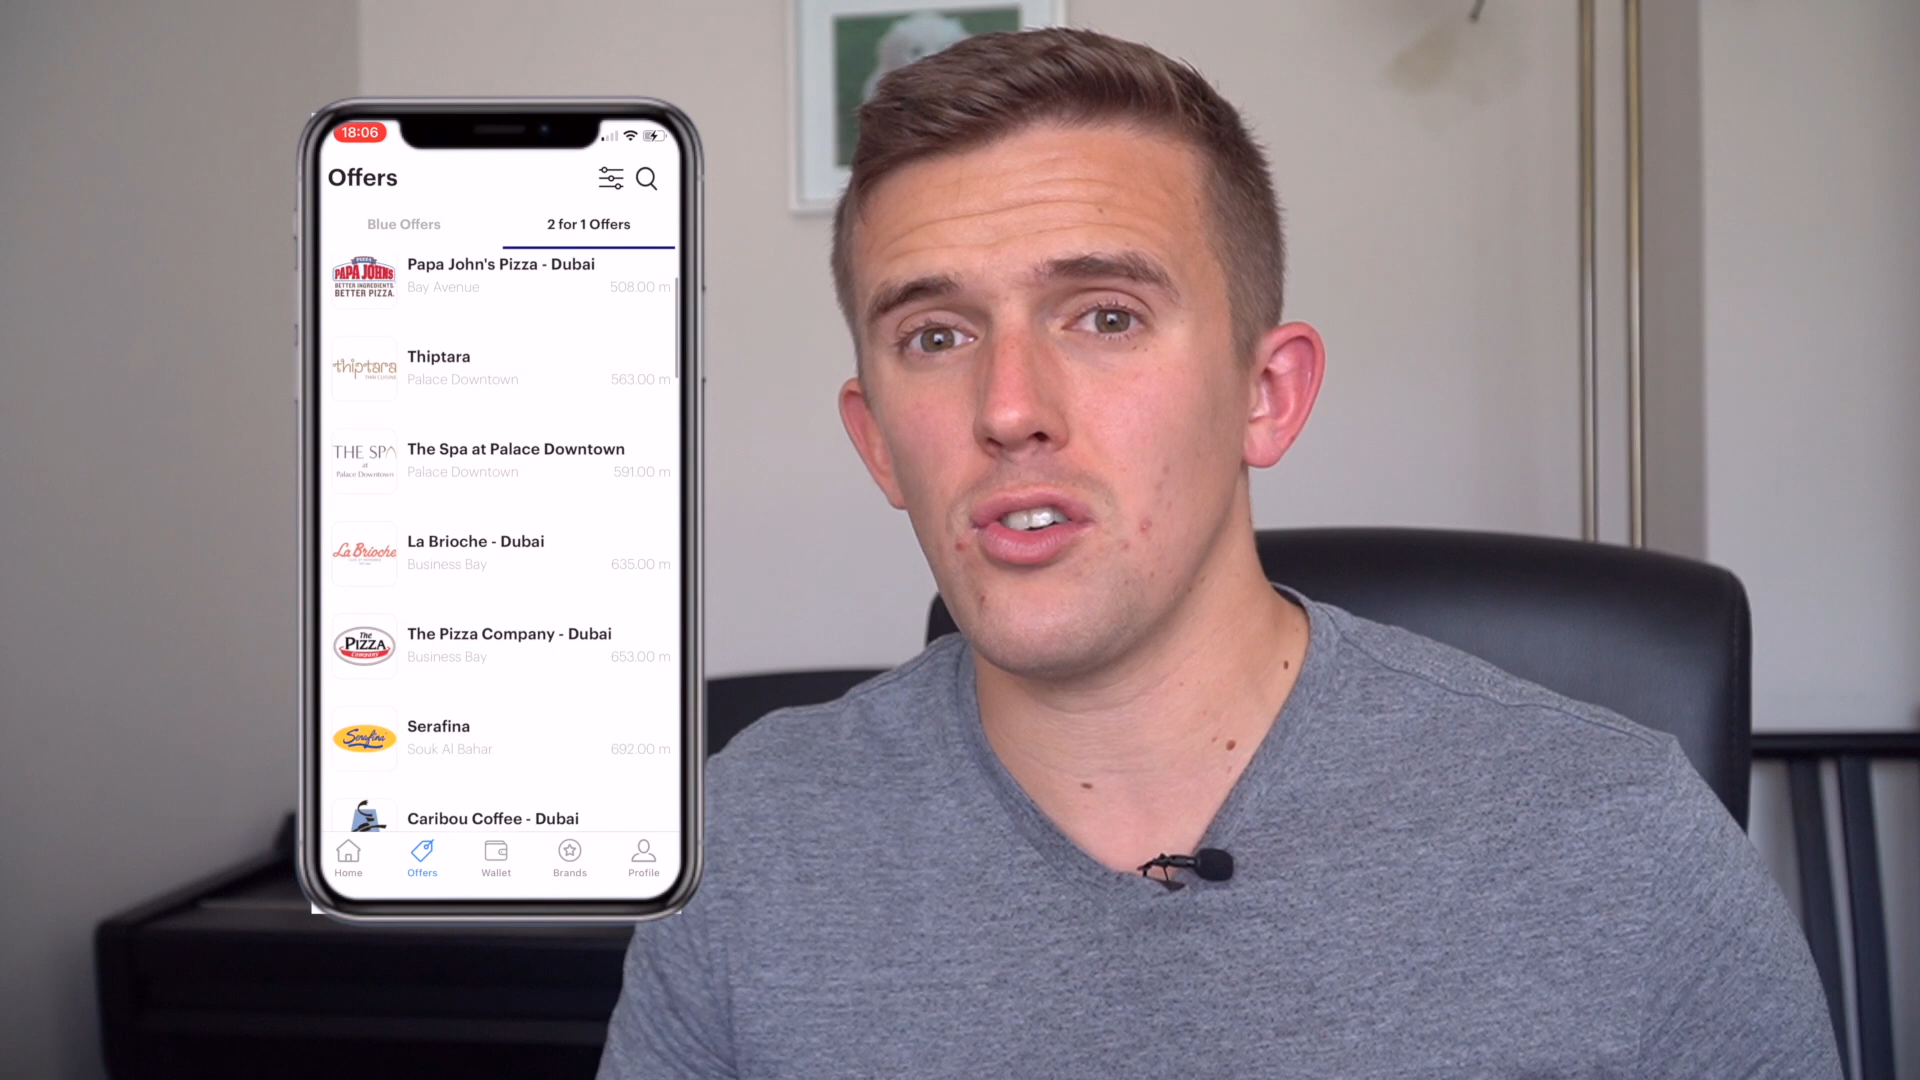 18:06
Offers
Blue Offers
2 for 1 Offers
PIZZA
PAPA JOHNS
BETTER INGREDIENTS.
BETTER PIZZA.
Papa John's Pizza - Dubai
Bay Avenue
508.00 m
thiptara
Thiptara
Palace Downtown
563.00 m
THE SPA
at
Palace Downtown
The Spa at Palace Downtown
Palace Downtown
591.00 m
La Brioche
La Brioche - Dubai
Business Bay
635.00 m
The
PIZZA
Company
The Pizza Company - Dubai
Business Bay
653.00 m
Serafina
Serafina
Souk Al Bahar
692.00 m
Caribou Coffee - Dubai
Home
Offers
Wallet
Brands
Profile